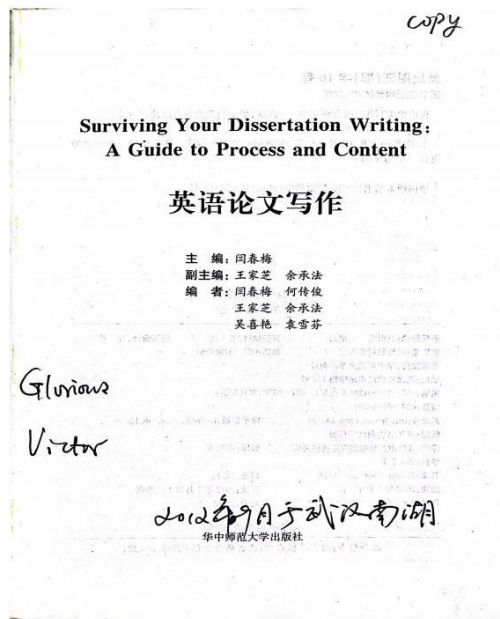 copy
Surviving Your Dissertation Writing:
A Guide to Process and Content
英语论文写作
主 编: 闫春梅
副主编: 王家芝 余承法
编 者: 闫春梅 何传俊
王家芝 余承法
吴喜艳 袁雪芬
Glorious
Victor
2012年9月于武汉南湖
华中师范大学出版社